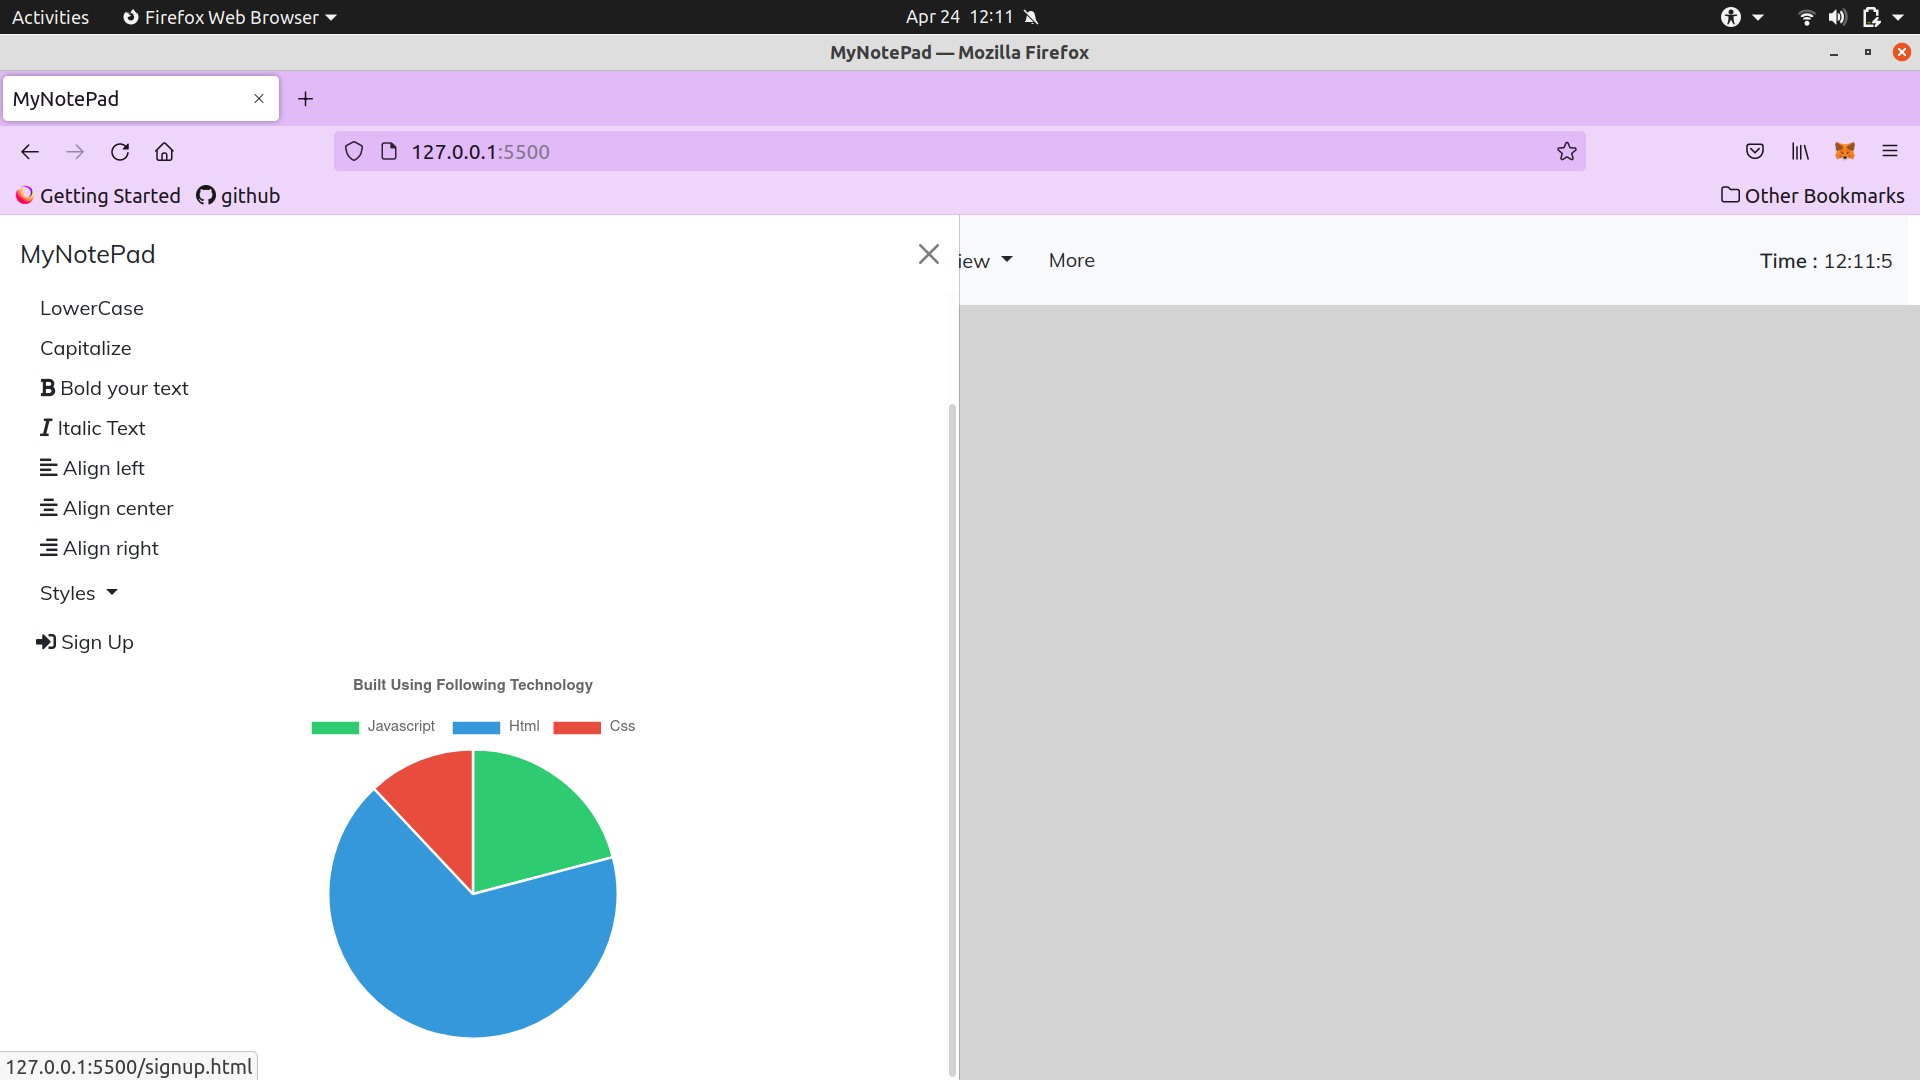 Activities Firefox Web Browser Apr 24 12:11
MyNotePad — Mozilla Firefox
MyNotePad
127.0.0.1:5500
Getting Started github Other Bookmarks
MyNotePad
iew More Time : 12:11:5
LowerCase
Capitalize
Bold your text
Italic Text
Align left
Align center
Align right
Styles
Sign Up
Built Using Following Technology
Javascript Html Css
127.0.0.1:5500/signup.html